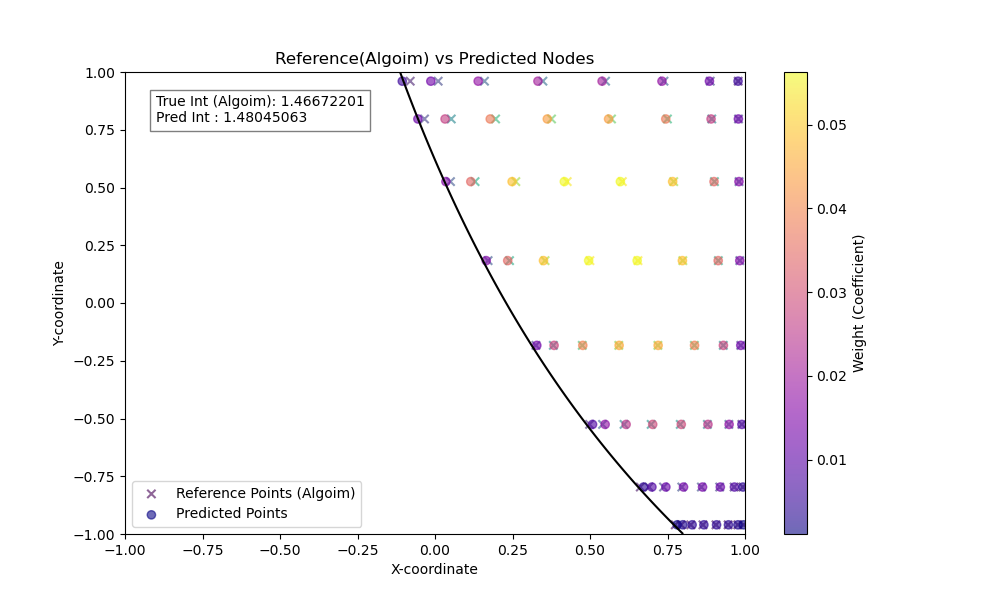 Reference(Algoim) vs Predicted Nodes
True Int (Algoim): 1.46672201
Pred Int : 1.48045063
1.00
0.75
0.50
0.25
0.00
−0.25
−0.50
−0.75
−1.00
Y-coordinate
Reference Points (Algoim)
Predicted Points
−1.00 −0.75 −0.50 −0.25 0.00 0.25 0.50 0.75 1.00
X-coordinate
0.05
0.04
0.03
0.02
0.01
Weight (Coefficient)